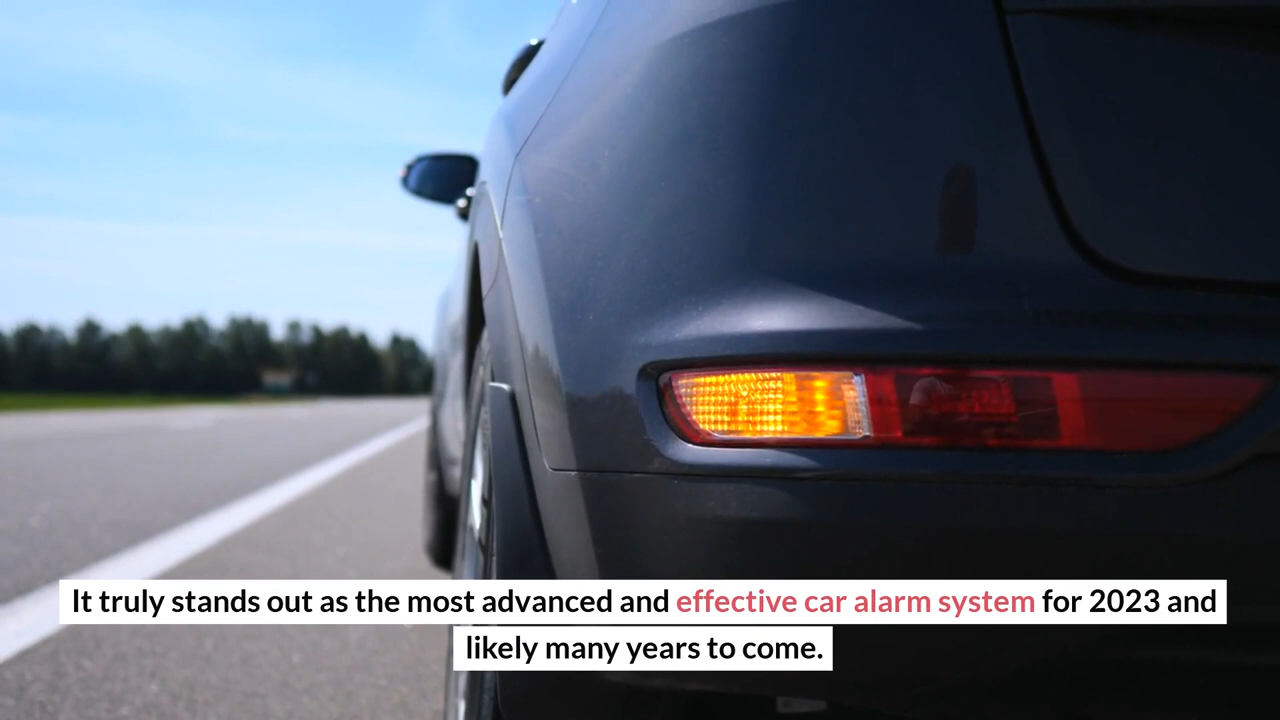 It truly stands out as the most advanced and effective car alarm system for 2023 and
likely many years to come.